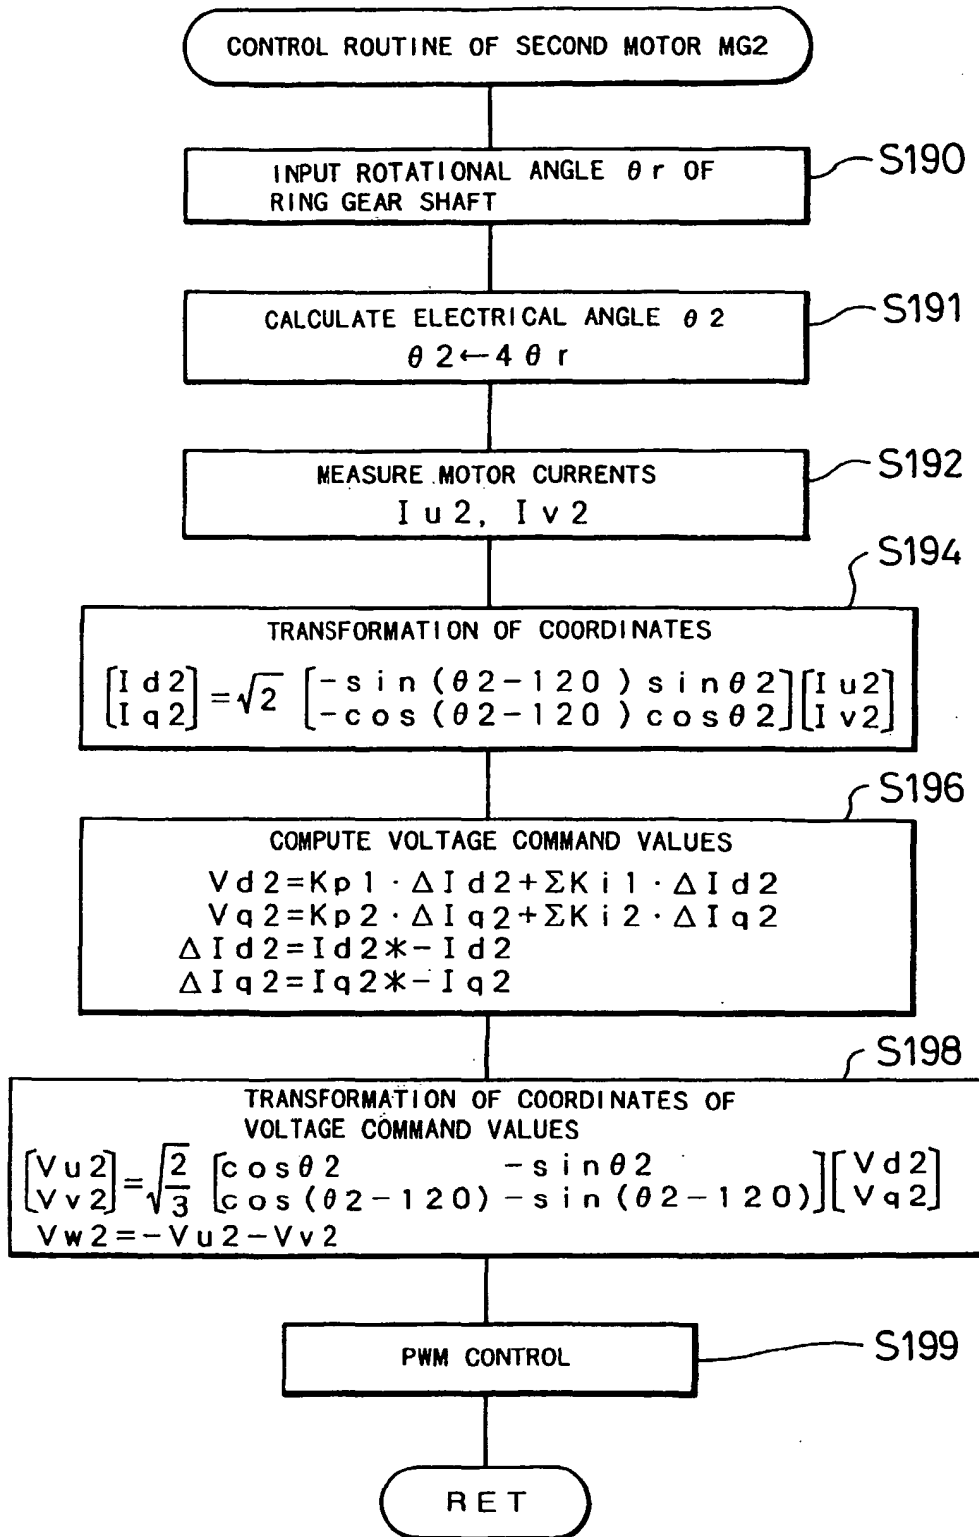 CONTROL ROUTINE OF SECOND MOTOR MG2
INPUT ROTATIONAL ANGLE θr OF
RING GEAR SHAFT
S190
CALCULATE ELECTRICAL ANGLE θ2
θ2←4θr
S191
MEASURE MOTOR CURRENTS
Iu2, Iv2
S192
S194
TRANSFORMATION OF COORDINATES
[Id2 Iq2] = √2 [-sin(θ2-120) sinθ2 -cos(θ2-120) cosθ2] [Iu2 Iv2]
S196
COMPUTE VOLTAGE COMMAND VALUES
Vd2=Kp1·ΔId2+ΣKi1·ΔId2
Vq2=Kp2·ΔIq2+ΣKi2·ΔIq2
ΔId2=Id2*-Id2
ΔIq2=Iq2*-Iq2
S198
TRANSFORMATION OF COORDINATES OF
VOLTAGE COMMAND VALUES
[Vu2 Vv2] = √2/3 [cosθ2 -sinθ2 cos(θ2-120) -sin(θ2-120)] [Vd2 Vq2]
Vw2=-Vu2-Vv2
PWM CONTROL
S199
RET